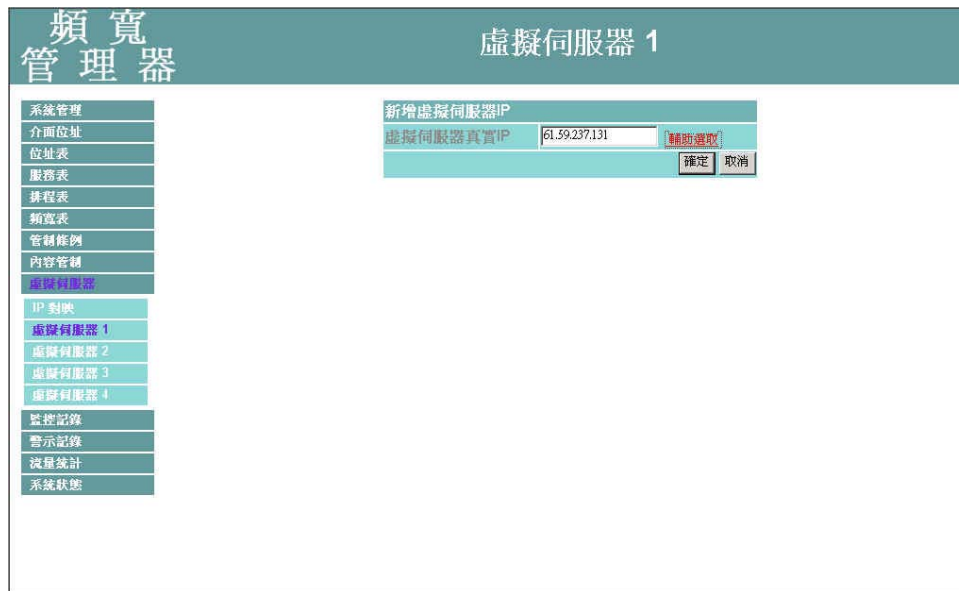 頻 寬
管 理 器
虛擬伺服器 1
系統管理
介面位址
位址表
服務表
排程表
頻寬表
管制條例
內容管制
虛擬伺服器
IP 對映
虛擬伺服器 1
虛擬伺服器 2
虛擬伺服器 3
虛擬伺服器 4
監控記錄
警示記錄
流量統計
系統狀態
新增虛擬伺服器IP
虛擬伺服器真實IP 61.59.237.131 [輔助選取]
確定 取消